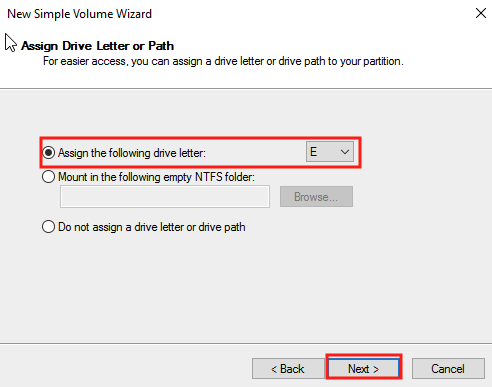 New Simple Volume Wizard
Assign Drive Letter or Path
For easier access, you can assign a drive letter or drive path to your partition.
Assign the following drive letter: E
Mount in the following empty NTFS folder:
Browse...
Do not assign a drive letter or drive path
< Back Next > Cancel